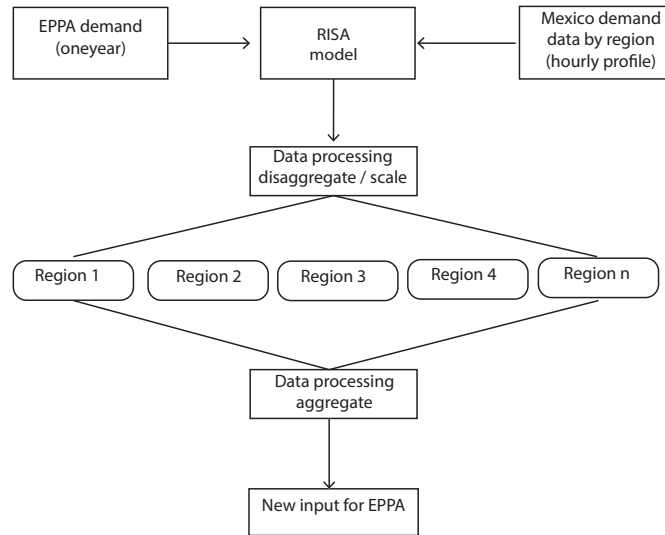 EPPA demand
(oneyear)
RISA
model
Mexico demand
data by region
(hourly profile)
Data processing
disaggregate / scale
Region 1
Region 2
Region 3
Region 4
Region n
Data processing
aggregate
New input for EPPA